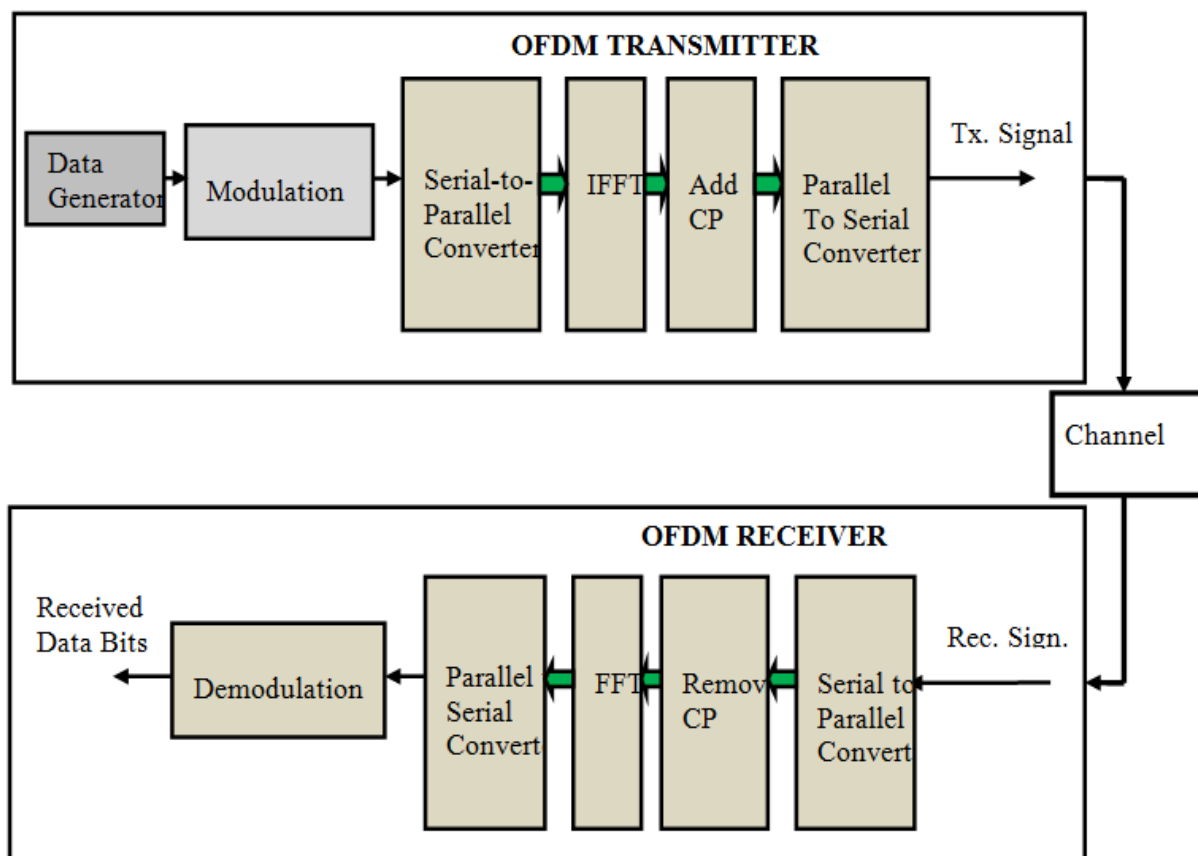 OFDM TRANSMITTER
Data
Generator
Modulation
Serial-to-
Parallel
Converter
IFFT
Add
CP
Parallel
To Serial
Converter
Tx. Signal
Channel
OFDM RECEIVER
Received
Data Bits
Demodulation
Parallel
Serial
Convert
FFT
Remov
CP
Serial to
Parallel
Convert
Rec. Sign.